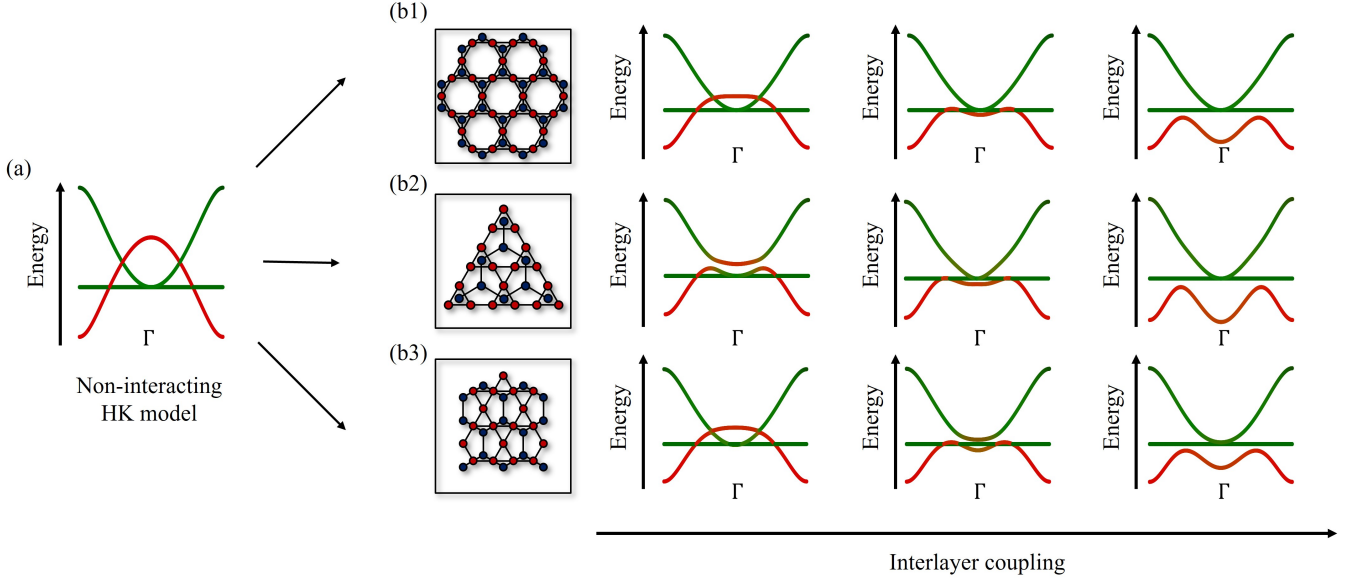 (a)
Energy
Γ
Non-interacting
HK model
(b1)
Energy
Γ
Energy
Γ
Energy
Γ
(b2)
Energy
Γ
Energy
Γ
Energy
Γ
(b3)
Energy
Γ
Energy
Γ
Energy
Γ
Interlayer coupling